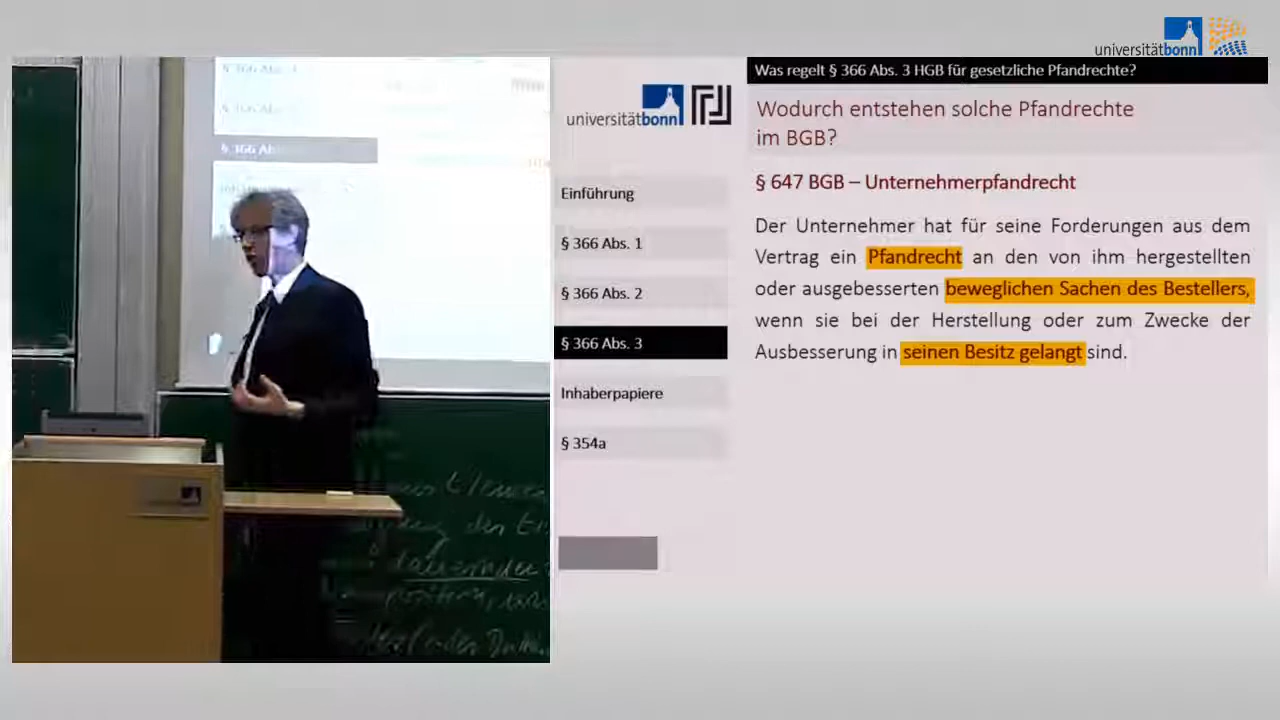 universitätbonn
Was regelt § 366 Abs. 3 HGB für gesetzliche Pfandrechte?
universitätbonn
Wodurch entstehen solche Pfandrechte
im BGB?
§ 647 BGB – Unternehmerpfandrecht
Der Unternehmer hat für seine Forderungen aus dem
Vertrag ein Pfandrecht an den von ihm hergestellten
oder ausgebesserten beweglichen Sachen des Bestellers,
wenn sie bei der Herstellung oder zum Zwecke der
Ausbesserung in seinen Besitz gelangt sind.
Einführung
§ 366 Abs. 1
§ 366 Abs. 2
§ 366 Abs. 3
Inhaberpapiere
§ 354a
§ 366 Abs.
dauernder